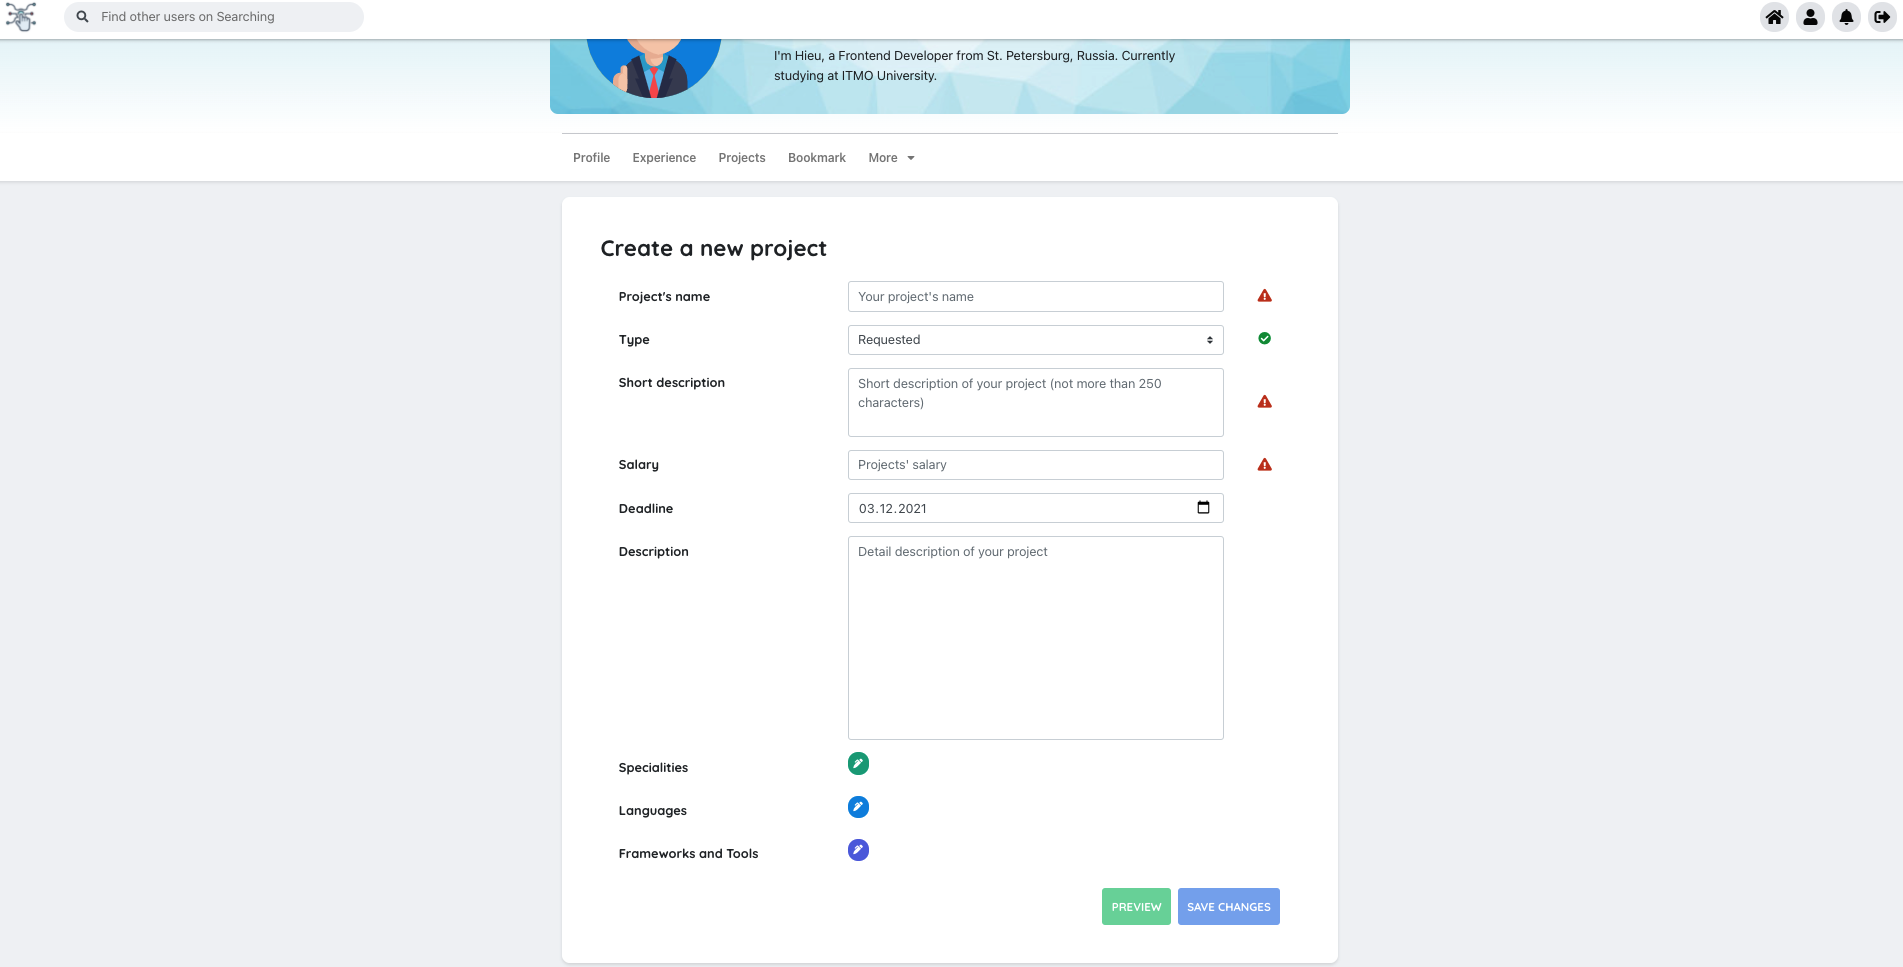 Find other users on Searching
I'm Hieu, a Frontend Developer from St. Petersburg, Russia. Currently
studying at ITMO University.
Profile Experience Projects Bookmark More
Create a new project
Project's name Your project's name
Type Requested
Short description Short description of your project (not more than 250
characters)
Salary Projects' salary
Deadline 03.12.2021
Description Detail description of your project
Specialities
Languages
Frameworks and Tools
PREVIEW SAVE CHANGES